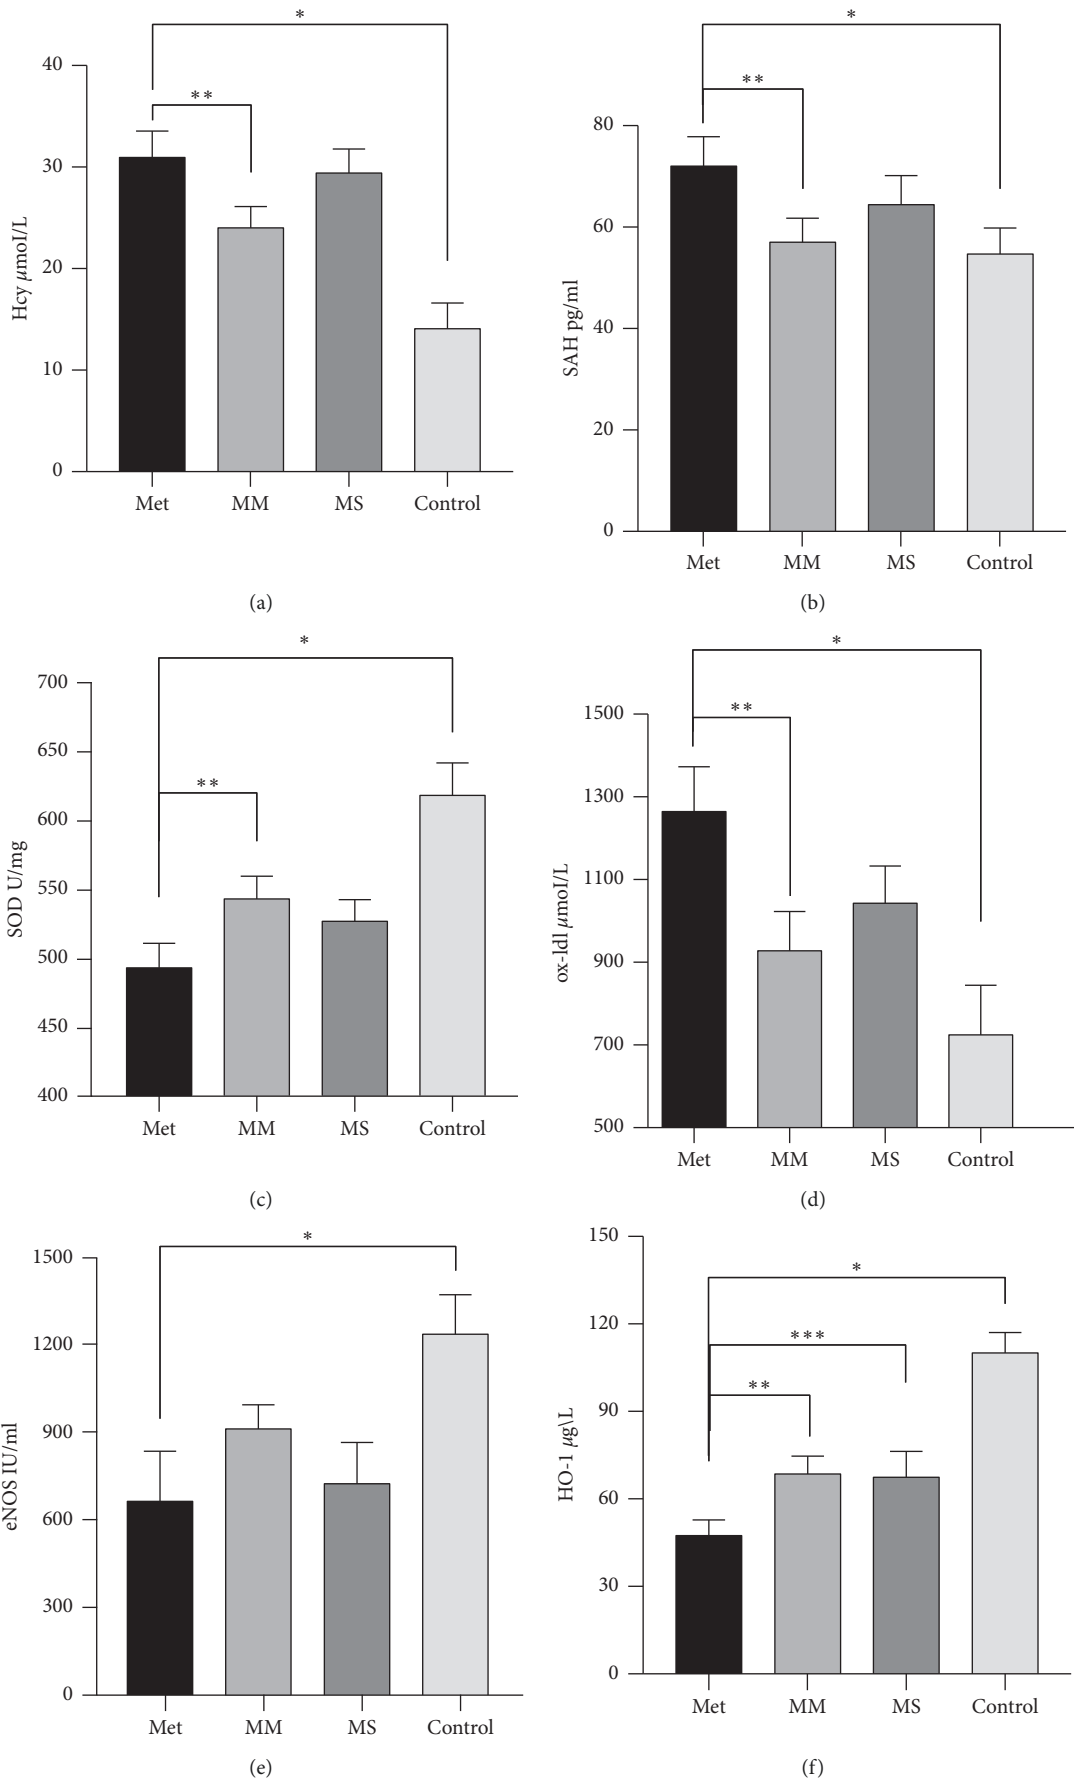 *
**
40
30
20
10
0
Hcy μmol/L
Met MM MS Control
(a)
*
**
80
60
40
20
0
SAH pg/ml
Met MM MS Control
(b)
*
**
700
650
600
550
500
450
400
SOD U/mg
Met MM MS Control
(c)
*
**
1500
1300
1100
900
700
500
ox-ldl μmol/L
Met MM MS Control
(d)
*
1500
1200
900
600
300
0
eNOS IU/ml
Met MM MS Control
(e)
*
***
**
150
120
90
60
30
0
HO-1 μg\L
Met MM MS Control
(f)